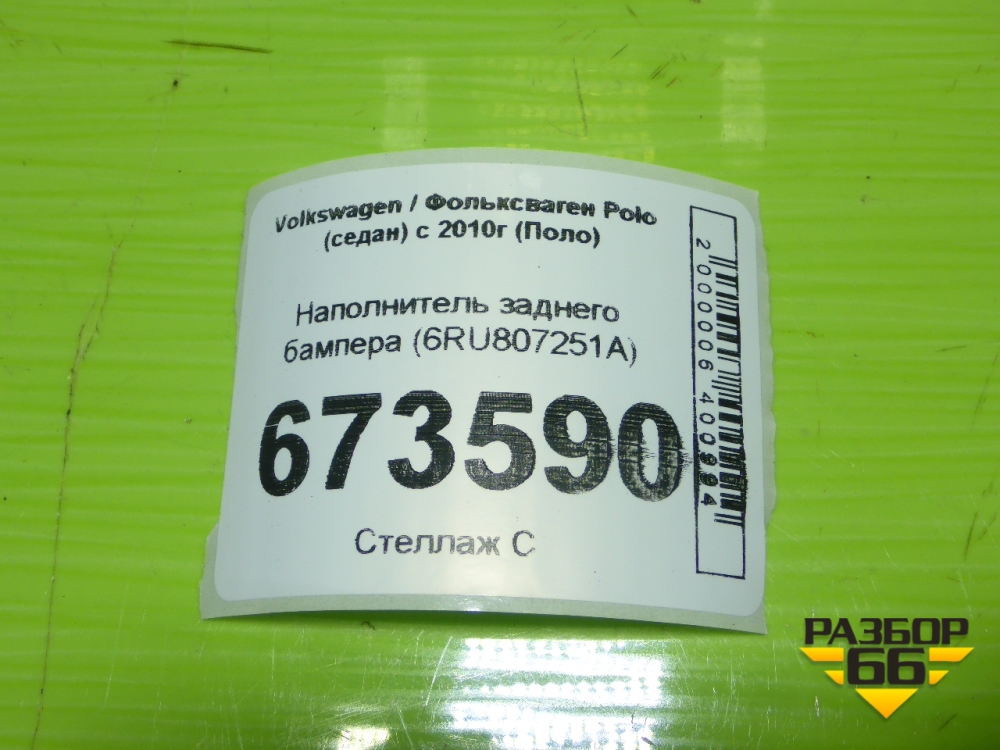 Volkswagen / Фольксваген Polo
(седан) с 2010г (Поло)
Наполнитель заднего
бампера (6RU807251A)
673590
Стеллаж С
2000006400994
РАЗБОР
66